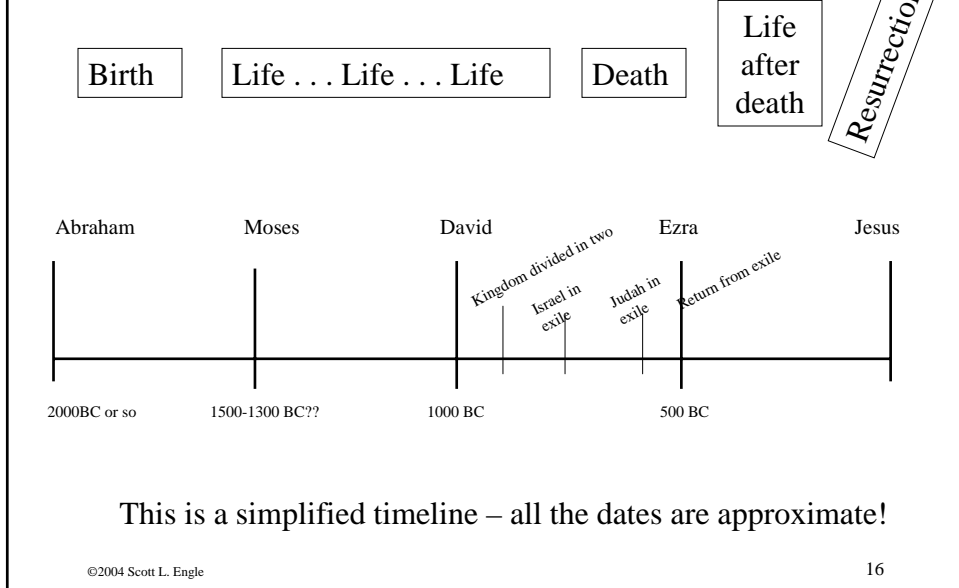 Birth
Life . . . Life . . . Life
Death
Life
after
death
Abraham
Moses
David
Ezra
Jesus
Kingdom divided in two
Israel in
exile
Judah in
exile
Return from exile
2000BC or so
1500-1300 BC??
1000 BC
500 BC
This is a simplified timeline – all the dates are approximate!
©2004 Scott L. Engle
16